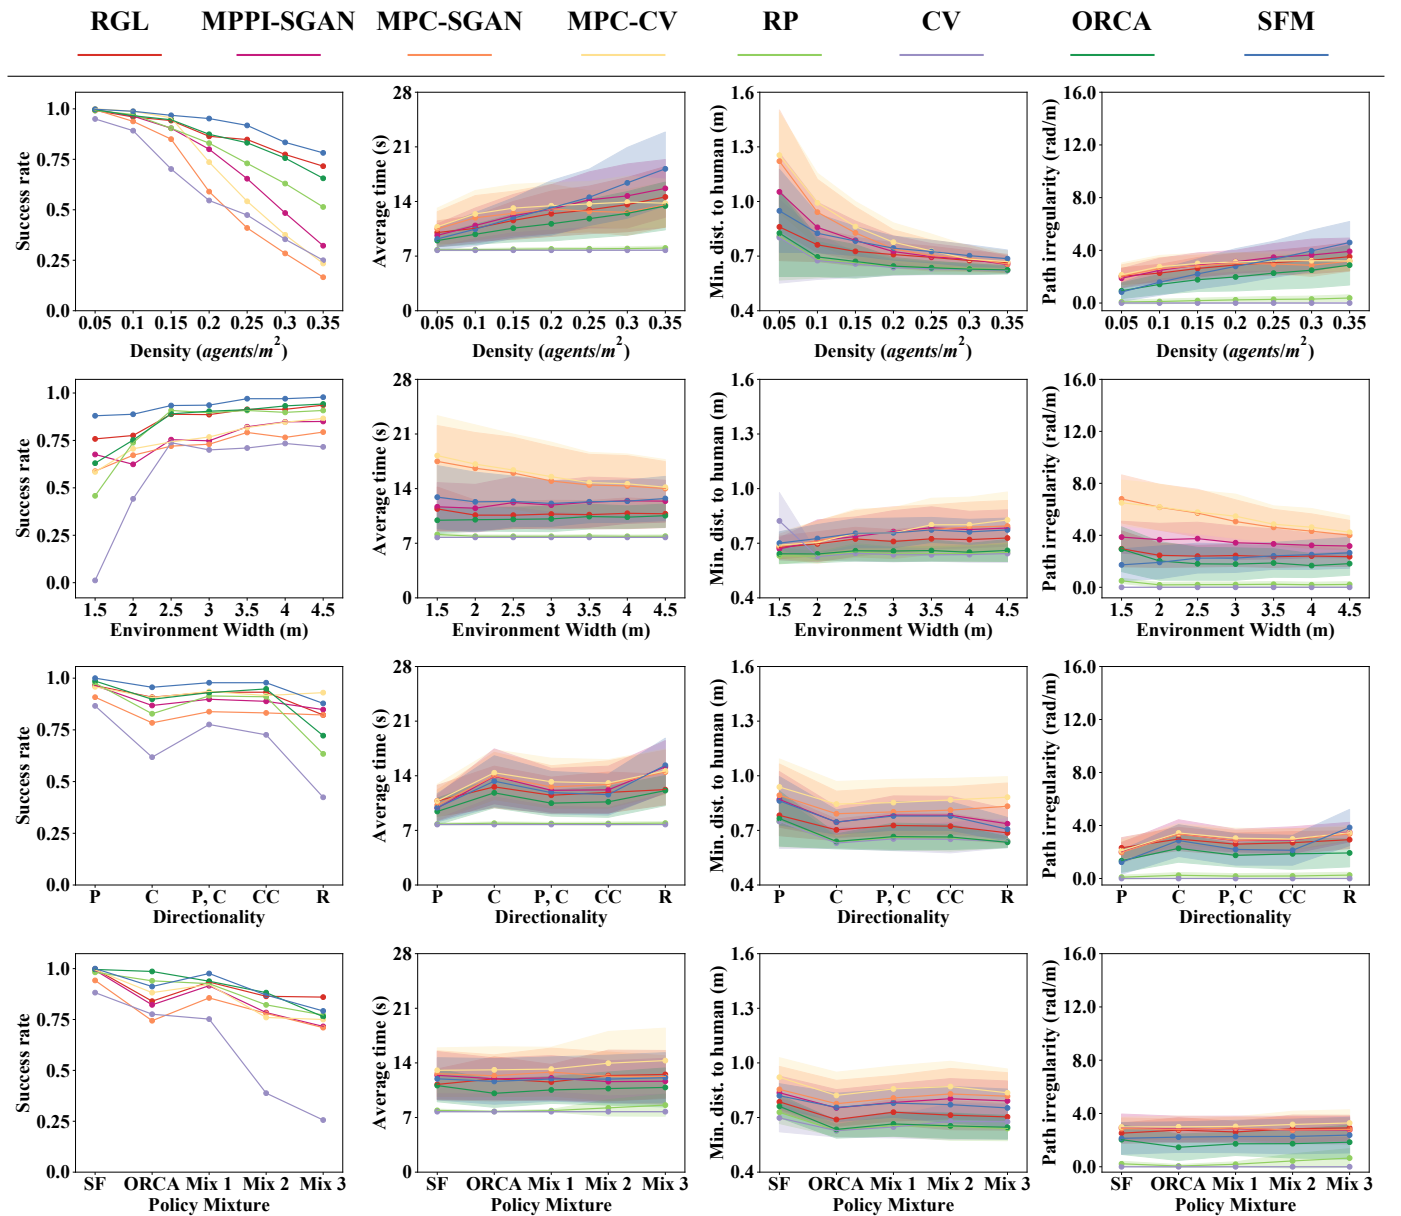 RGL MPPI-SGAN MPC-SGAN MPC-CV RP CV ORCA SFM
Success rate
1.0
0.75
0.5
0.25
0.0
0.05 0.1 0.15 0.2 0.25 0.3 0.35
Density (agents/m²)
Average time (s)
28
21
14
7
0
0.05 0.1 0.15 0.2 0.25 0.3 0.35
Density (agents/m²)
Min. dist. to human (m)
1.6
1.3
1.0
0.7
0.4
0.05 0.1 0.15 0.2 0.25 0.3 0.35
Density (agents/m²)
Path irregularity (rad/m)
16.0
12.0
8.0
4.0
0.0
0.05 0.1 0.15 0.2 0.25 0.3 0.35
Density (agents/m²)
Success rate
1.0
0.75
0.5
0.25
0.0
1.5 2 2.5 3 3.5 4 4.5
Environment Width (m)
Average time (s)
28
21
14
7
0
1.5 2 2.5 3 3.5 4 4.5
Environment Width (m)
Min. dist. to human (m)
1.6
1.3
1.0
0.7
0.4
1.5 2 2.5 3 3.5 4 4.5
Environment Width (m)
Path irregularity (rad/m)
16.0
12.0
8.0
4.0
0.0
1.5 2 2.5 3 3.5 4 4.5
Environment Width (m)
Success rate
1.0
0.75
0.5
0.25
0.0
P C P, C CC R
Directionality
Average time (s)
28
21
14
7
0
P C P, C CC R
Directionality
Min. dist. to human (m)
1.6
1.3
1.0
0.7
0.4
P C P, C CC R
Directionality
Path irregularity (rad/m)
16.0
12.0
8.0
4.0
0.0
P C P, C CC R
Directionality
Success rate
1.0
0.75
0.5
0.25
0.0
SF ORCA Mix 1 Mix 2 Mix 3
Policy Mixture
Average time (s)
28
21
14
7
0
SF ORCA Mix 1 Mix 2 Mix 3
Policy Mixture
Min. dist. to human (m)
1.6
1.3
1.0
0.7
0.4
SF ORCA Mix 1 Mix 2 Mix 3
Policy Mixture
Path irregularity (rad/m)
16.0
12.0
8.0
4.0
0.0
SF ORCA Mix 1 Mix 2 Mix 3
Policy Mixture